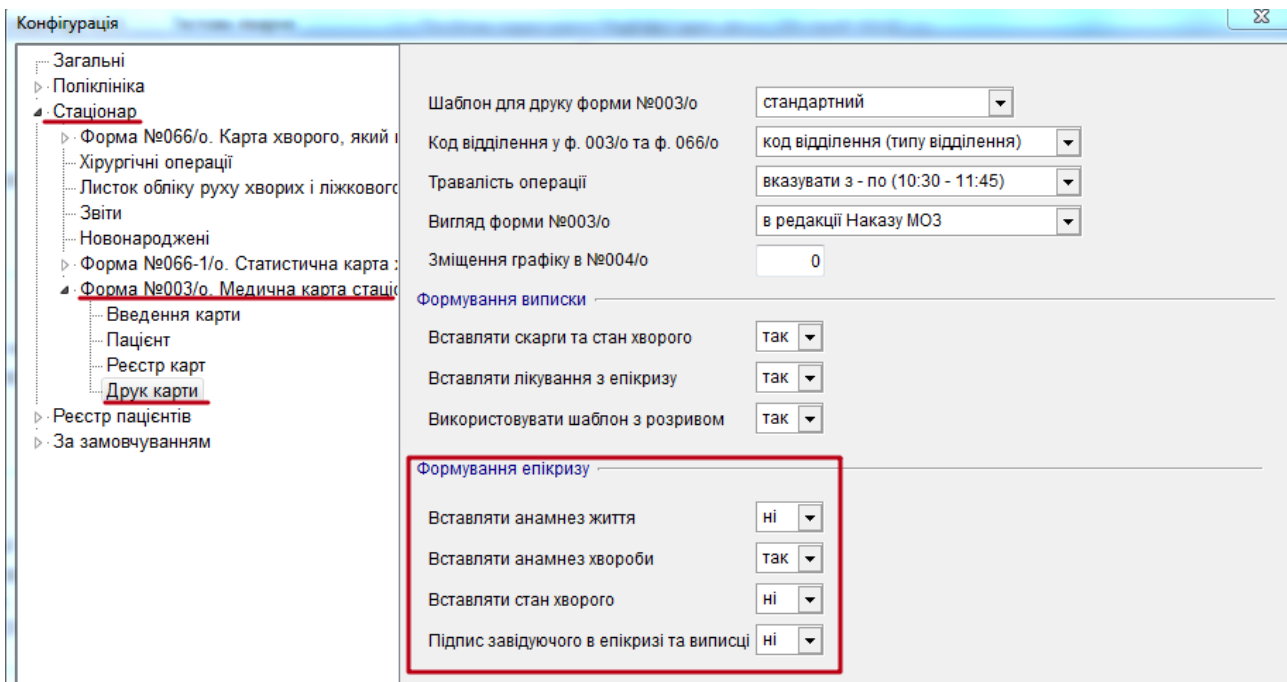 Конфігурація
Загальні
Поліклініка
Стаціонар
Форма №066/о. Карта хворого, який
Хірургічні операції
Листок обліку руху хворих і ліжкового
Звіти
Новонароджені
Форма №066-1/о. Статистична карта
Форма №003/о. Медична карта стаці
Введення карти
Пацієнт
Реєстр карт
Друк карти
Реєстр пацієнтів
За замовчуванням
Шаблон для друку форми №003/о стандартний
Код відділення у ф. 003/о та ф. 066/о код відділення (типу відділення)
Травалість операції вказувати з - по (10:30 - 11:45)
Вигляд форми №003/о в редакції Наказу МОЗ
Зміщення графіку в №004/о 0
Формування виписки
Вставляти скарги та стан хворого так
Вставляти лікування з епікризу так
Використовувати шаблон з розривом так
Формування епікризу
Вставляти анамнез життя ні
Вставляти анамнез хвороби так
Вставляти стан хворого ні
Підпис завідуючого в епікризі та виписці ні